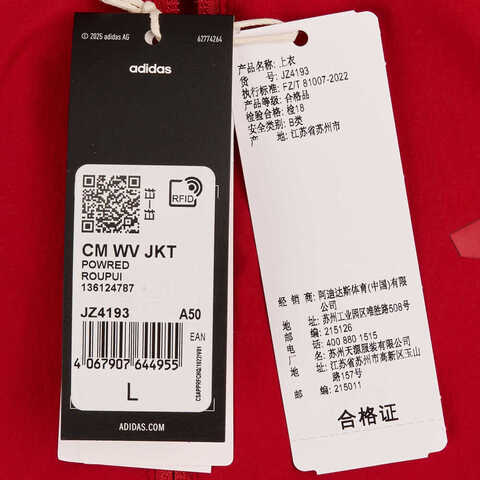 © 2025 adidas AG
62774264
adidas
扫一扫
RFID
CM WV JKT
POWRED
ROUPUI
136124787
JZ4193 A50
EAN
4 067907 644955
L
ADIDAS.COM
产品名称: 上衣
货 号: JZ4193
执行标准: FZ/T 81007-2022
产品等级: 合格品
检验合格: 检18
安全类别: B类
产 地: 江苏省苏州市
经 销 商: 阿迪达斯体育(中国)有限
公司
地 址: 苏州工业园区唯胜路508号
邮 编: 215126
电 话: 400 880 1515
厂 名: 苏州天源服装有限公司
地 址: 江苏省苏州市高新区玉山
路157号
邮 编: 215011
合格证